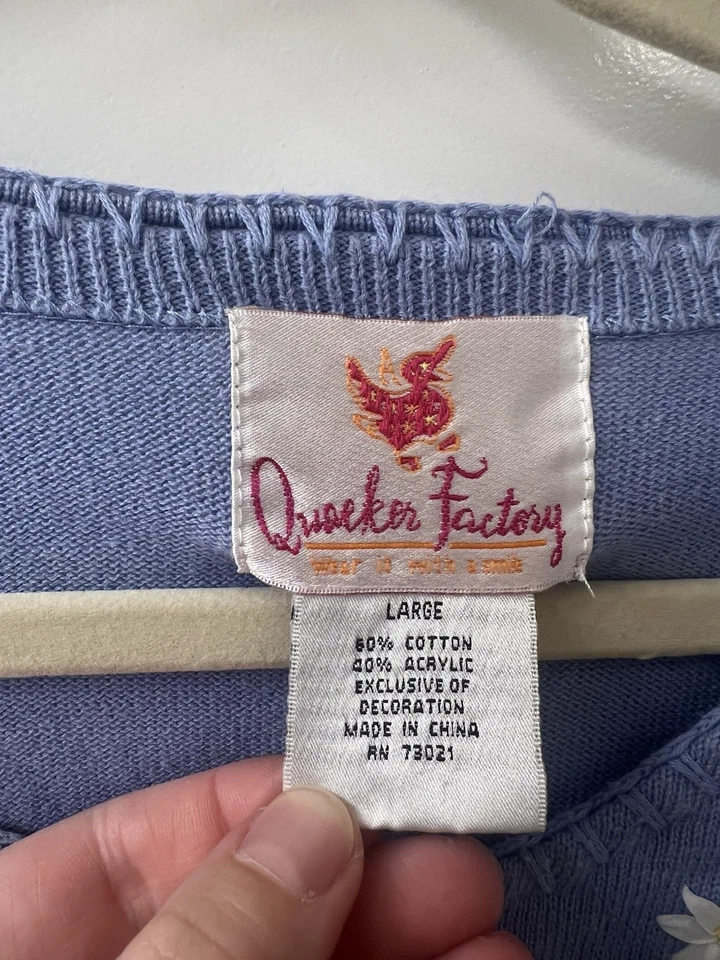 Quacker Factory
wear it with a smile
LARGE
60% COTTON
40% ACRYLIC
EXCLUSIVE OF
DECORATION
MADE IN CHINA
RN 73021